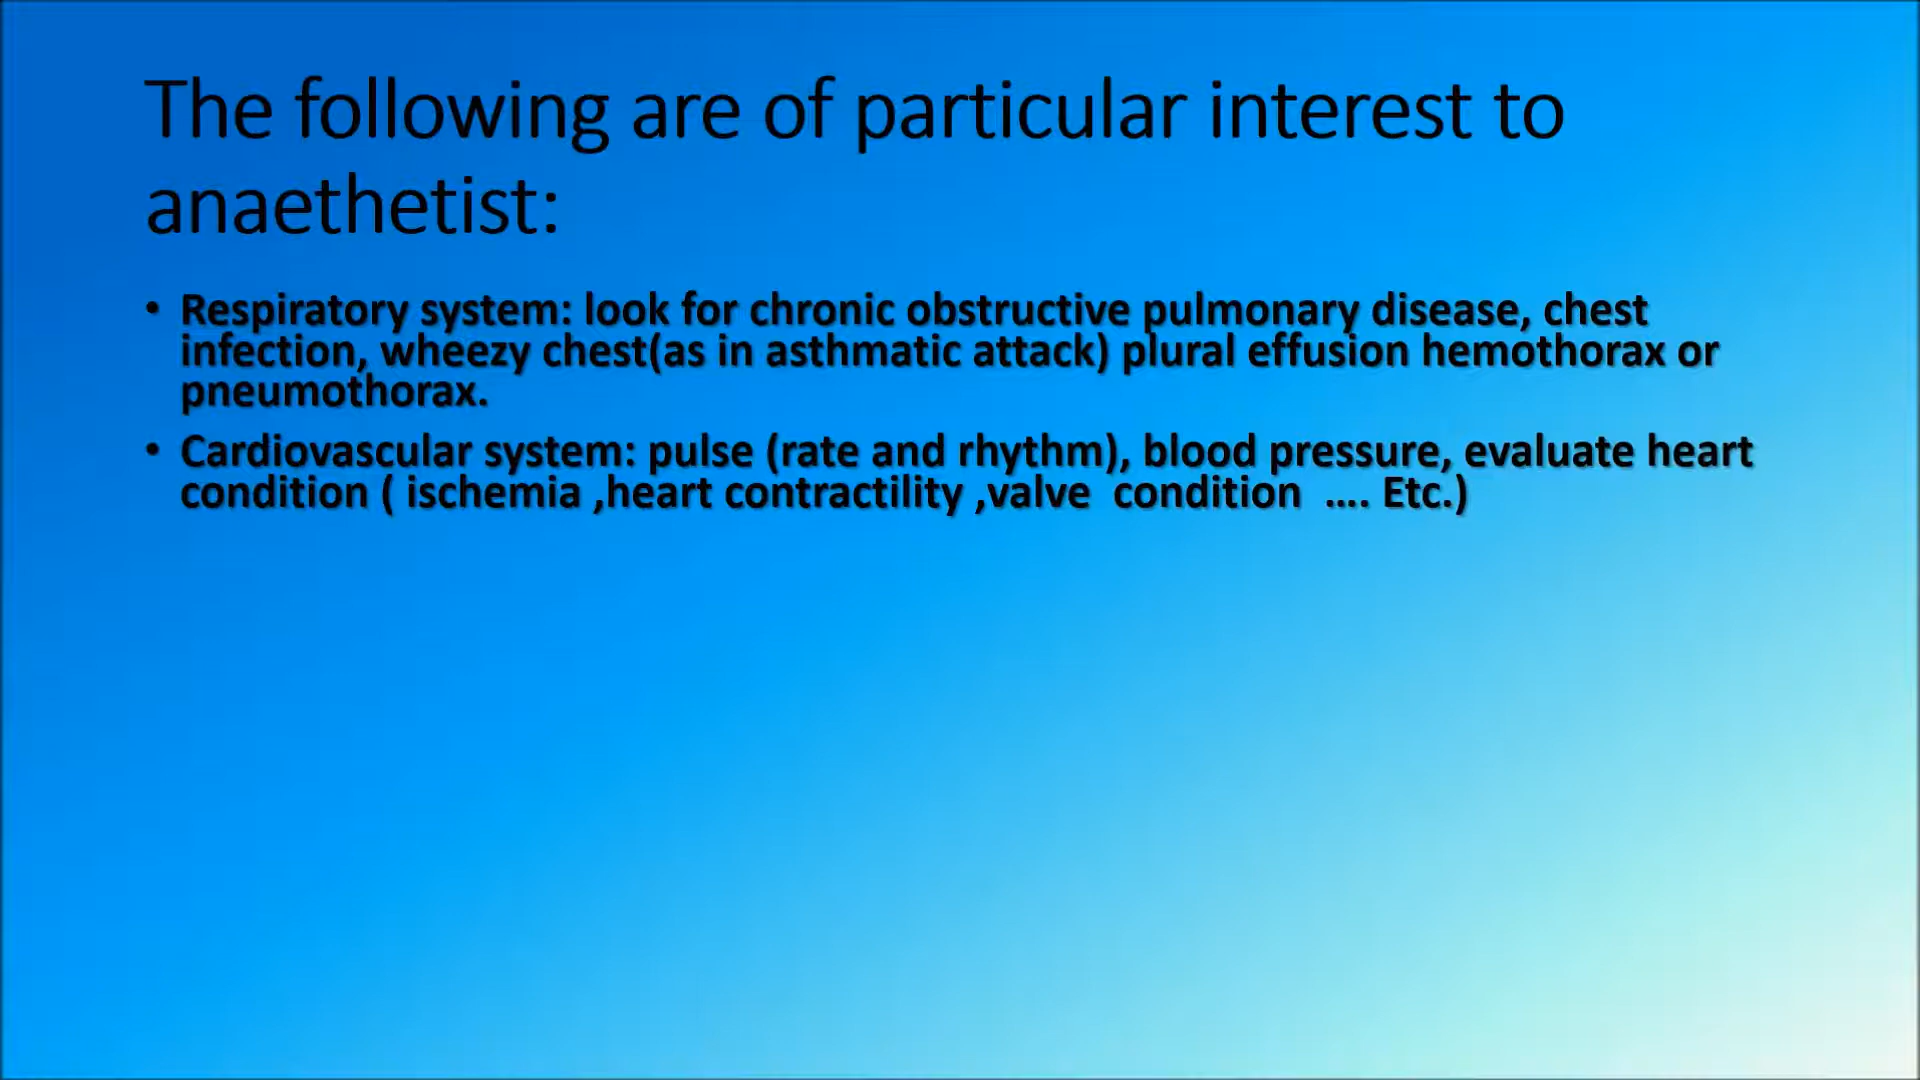 The following are of particular interest to
anaethetist:
• Respiratory system: look for chronic obstructive pulmonary disease, chest
infection, wheezy chest(as in asthmatic attack) plural effusion hemothorax or
pneumothorax.
• Cardiovascular system: pulse (rate and rhythm), blood pressure, evaluate heart
condition ( ischemia ,heart contractility ,valve  condition  .... Etc.)